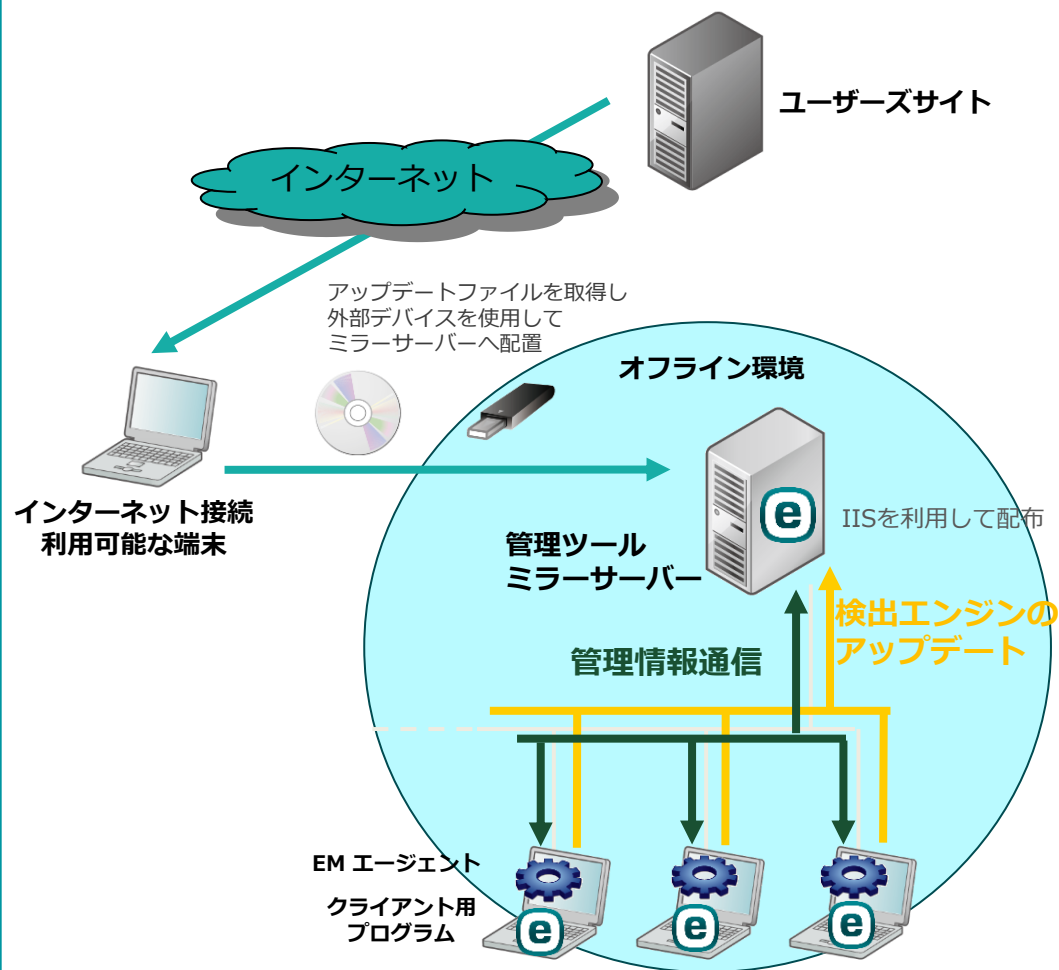 ユーザーズサイト
インターネット
アップデートファイルを取得し
外部デバイスを使用して
ミラーサーバーへ配置
オフライン環境
インターネット接続
利用可能な端末
e
IISを利用して配布
管理ツール
ミラーサーバー
検出エンジンの
アップデート
管理情報通信
EM エージェント
クライアント用
プログラム
e
e
e